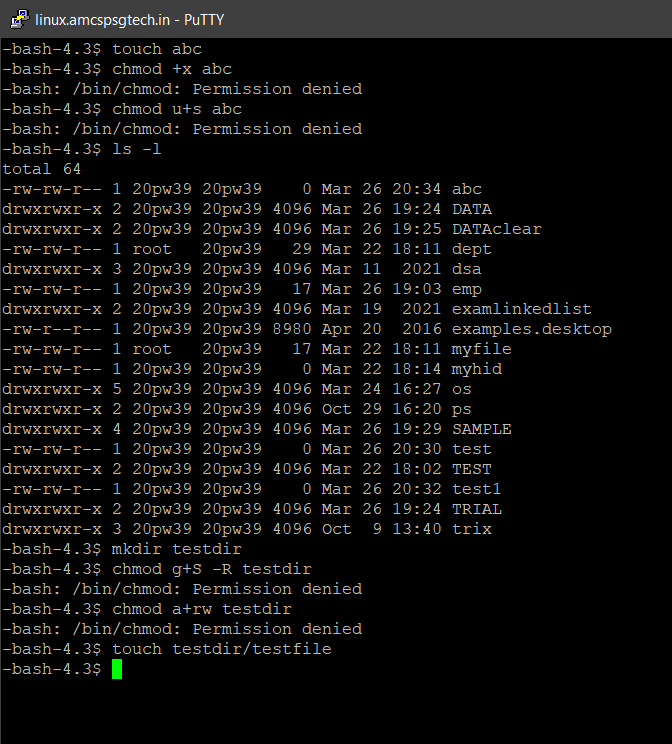 linux.amcspsgtech.in - PuTTY
-bash-4.3$ touch abc
-bash-4.3$ chmod +x abc
-bash: /bin/chmod: Permission denied
-bash-4.3$ chmod u+s abc
-bash: /bin/chmod: Permission denied
-bash-4.3$ ls -l
total 64
-rw-rw-r-- 1 20pw39 20pw39    0 Mar 26 20:34 abc
drwxrwxr-x 2 20pw39 20pw39 4096 Mar 26 19:24 DATA
drwxrwxr-x 2 20pw39 20pw39 4096 Mar 26 19:25 DATAclear
-rw-rw-r-- 1 root   20pw39   29 Mar 22 18:11 dept
drwxrwxr-x 3 20pw39 20pw39 4096 Mar 11  2021 dsa
-rw-rw-r-- 1 20pw39 20pw39   17 Mar 26 19:03 emp
drwxrwxr-x 2 20pw39 20pw39 4096 Mar 19  2021 examlinkedlist
-rw-r--r-- 1 20pw39 20pw39 8980 Apr 20  2016 examples.desktop
-rw-rw-r-- 1 root   20pw39   17 Mar 22 18:11 myfile
-rw-rw-r-- 1 20pw39 20pw39    0 Mar 22 18:14 myhid
drwxrwxr-x 5 20pw39 20pw39 4096 Mar 24 16:27 os
drwxrwxr-x 2 20pw39 20pw39 4096 Oct 29 16:20 ps
drwxrwxr-x 4 20pw39 20pw39 4096 Mar 26 19:29 SAMPLE
-rw-rw-r-- 1 20pw39 20pw39    0 Mar 26 20:30 test
drwxrwxr-x 2 20pw39 20pw39 4096 Mar 22 18:02 TEST
-rw-rw-r-- 1 20pw39 20pw39    0 Mar 26 20:32 test1
drwxrwxr-x 2 20pw39 20pw39 4096 Mar 26 19:24 TRIAL
drwxrwxr-x 3 20pw39 20pw39 4096 Oct  9 13:40 trix
-bash-4.3$ mkdir testdir
-bash-4.3$ chmod g+S -R testdir
-bash: /bin/chmod: Permission denied
-bash-4.3$ chmod a+rw testdir
-bash: /bin/chmod: Permission denied
-bash-4.3$ touch testdir/testfile
-bash-4.3$